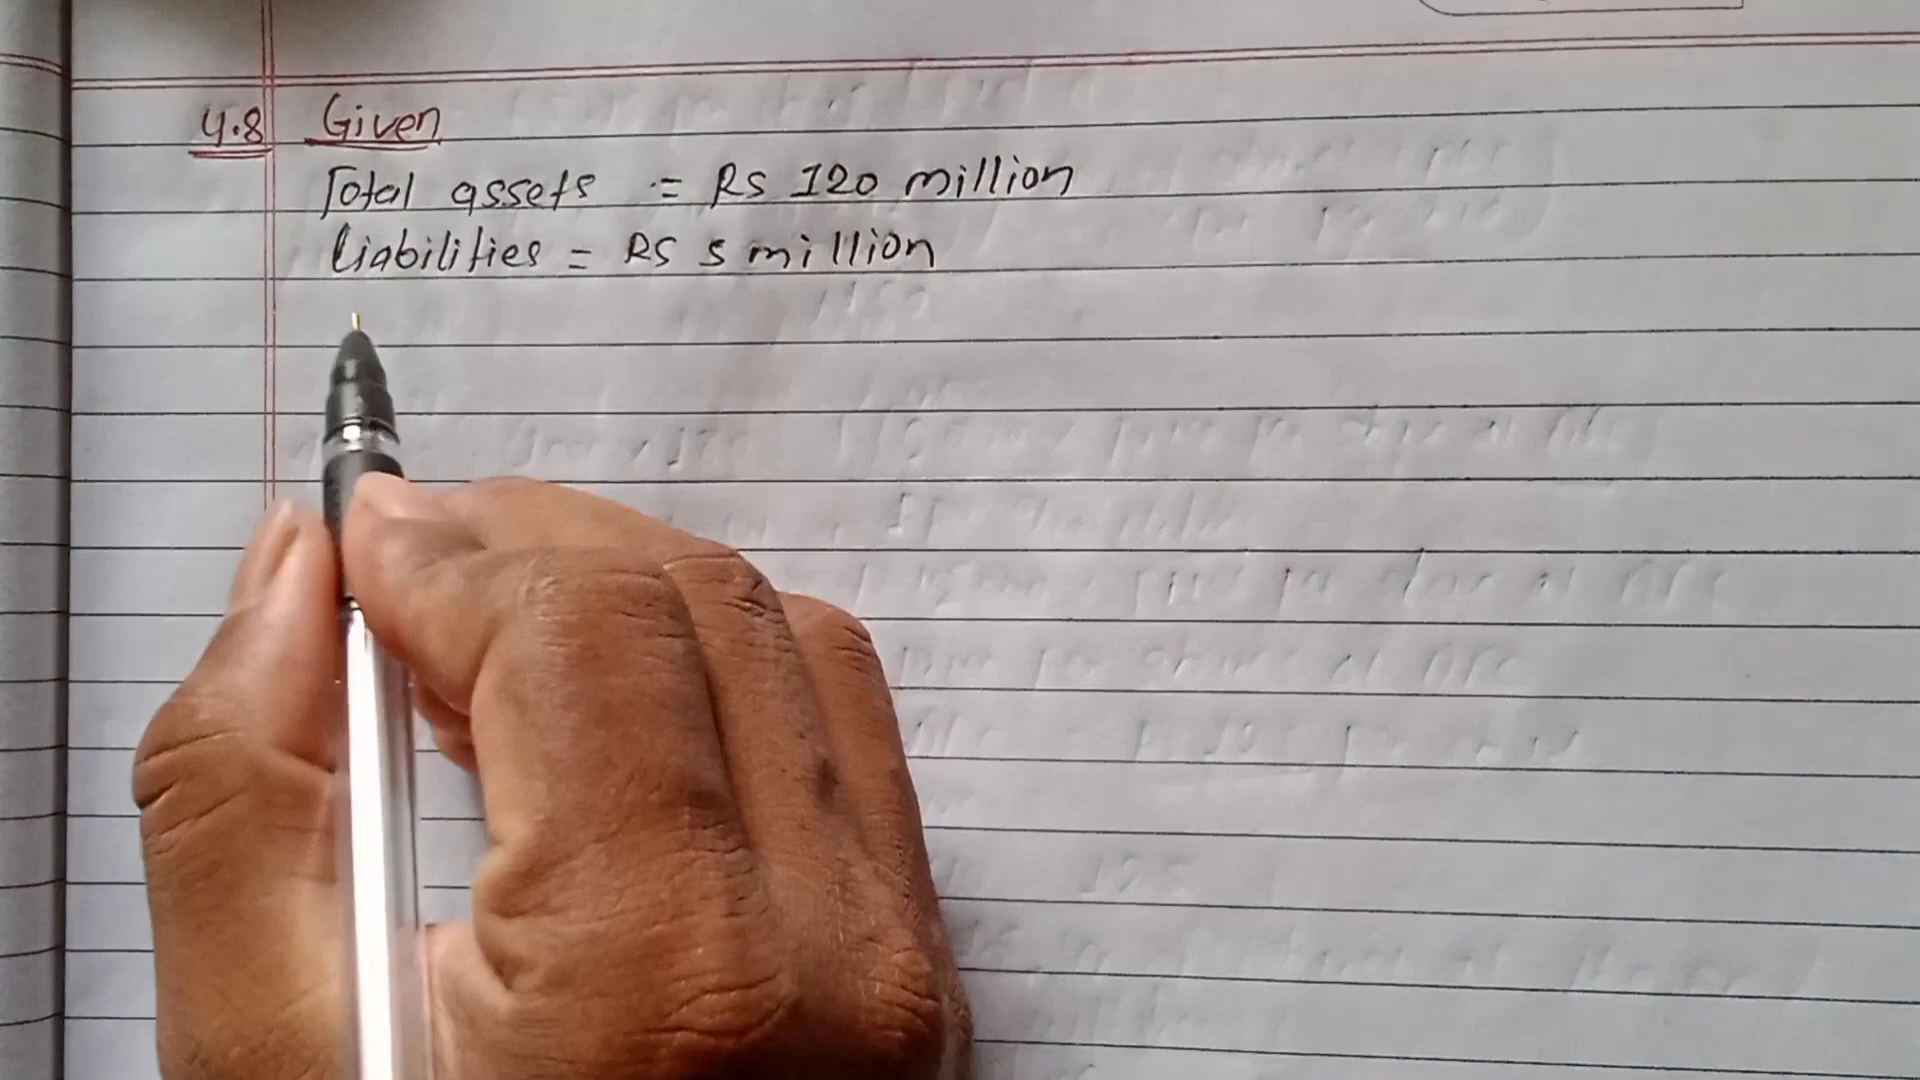 4.8 Given
Total assets = Rs 120 million
Liabilities = Rs 5 million